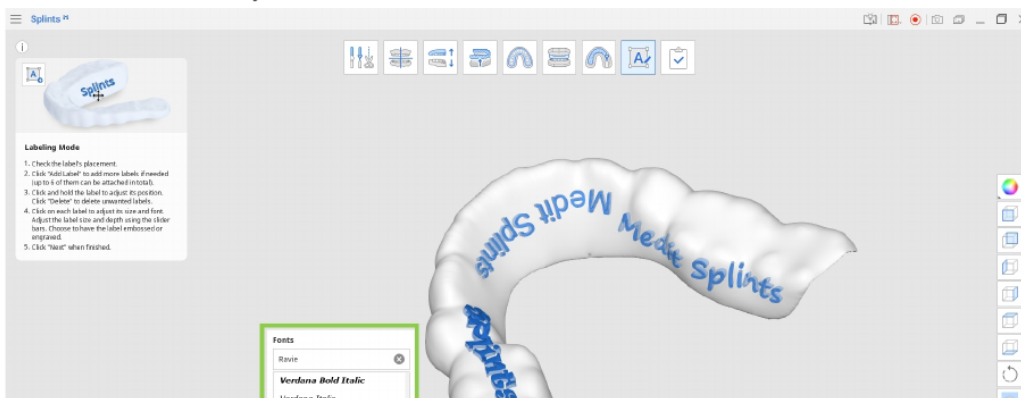 Splints
Splints
Labeling Mode
1. Check the label's placement.
2. Click "Add Label" to add more labels if needed
(up to 6 of them can be attached in total).
3. Click and hold the label to adjust its position.
Click "Delete" to delete unwanted labels.
4. Click on each label to adjust its size and font.
Adjust the label size and depth using the slider
bars. Choose to have the label embossed or
engraved.
5. Click "Next" when finished.
Medit Splints
Medit Splints
Splints
Fonts
Ravie
Verdana Bold Italic
Verdana Italic